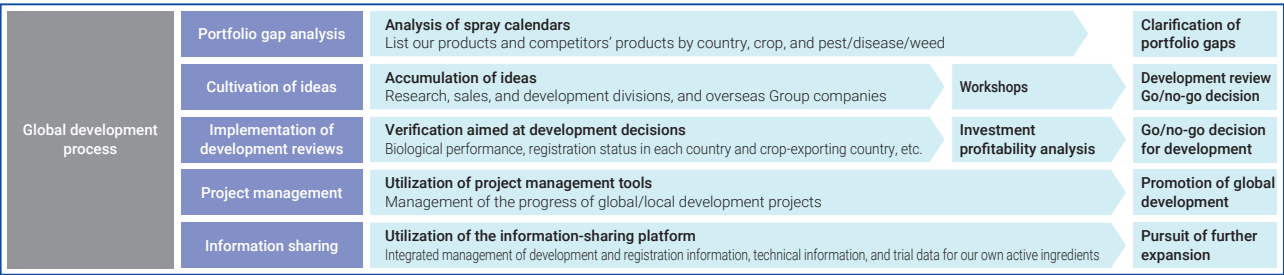 Global development
process
Portfolio gap analysis
Analysis of spray calendars
List our products and competitors' products by country, crop, and pest/disease/weed
Clarification of
portfolio gaps
Cultivation of ideas
Accumulation of ideas
Research, sales, and development divisions, and overseas Group companies
Workshops
Development review
Go/no-go decision
Implementation of
development reviews
Verification aimed at development decisions
Biological performance, registration status in each country and crop-exporting country, etc.
Investment
profitability analysis
Go/no-go decision
for development
Project management
Utilization of project management tools
Management of the progress of global/local development projects
Promotion of global
development
Information sharing
Utilization of the information-sharing platform
Integrated management of development and registration information, technical information, and trial data for our own active ingredients
Pursuit of further
expansion